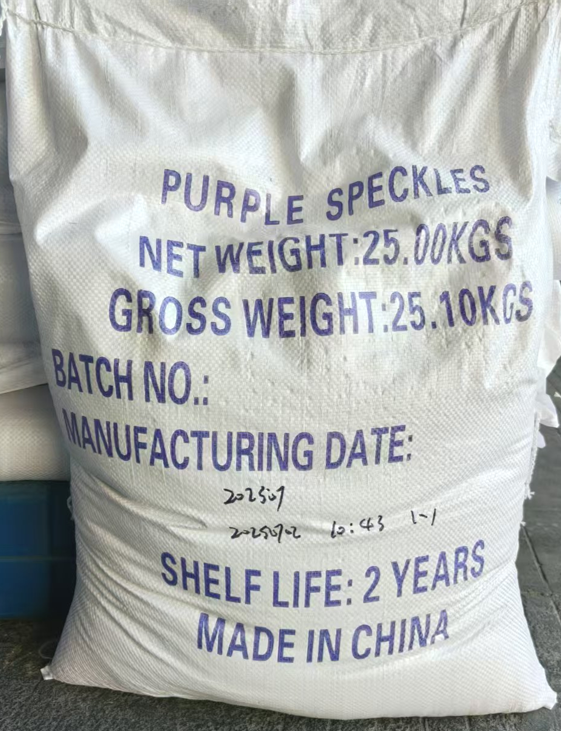 PURPLE SPECKLES
NET WEIGHT:25.00KGS
GROSS WEIGHT:25.10KGS
BATCH NO.:
MANUFACTURING DATE:
202507
20250702 10:43 1-1
SHELF LIFE: 2 YEARS
MADE IN CHINA